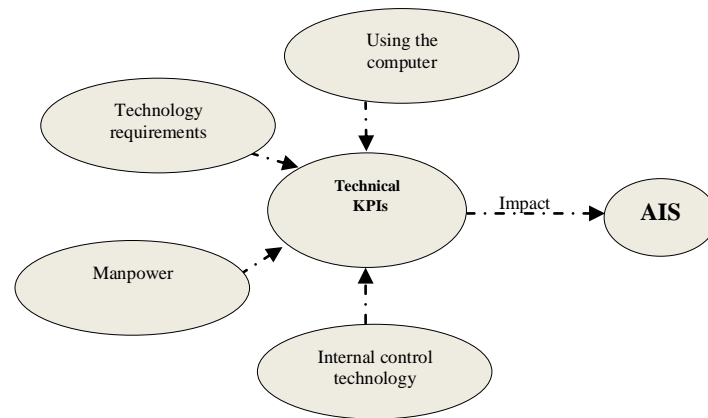 Using the
computer
Technology
requirements
Technical
KPIs
Impact
AIS
Manpower
Internal control
technology